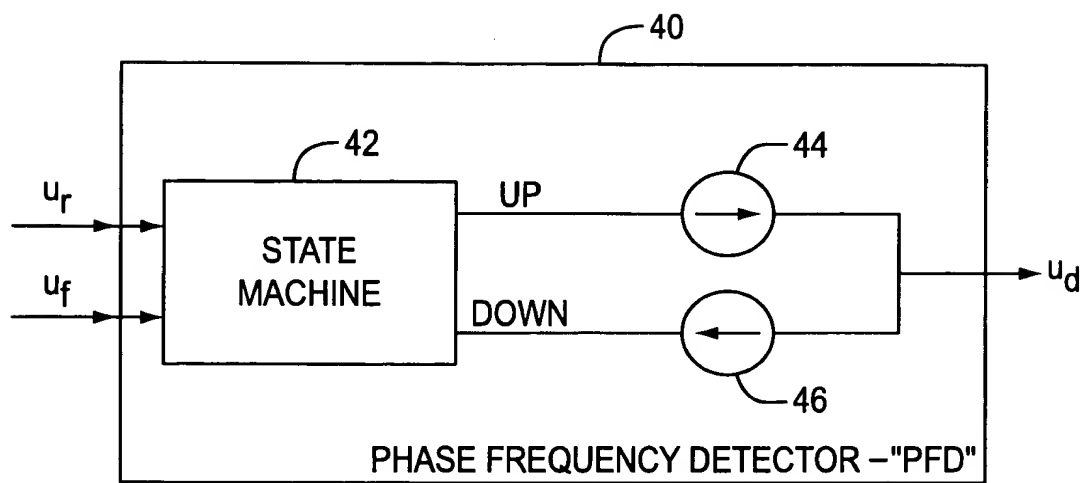 40
42
44
u_r
UP
STATE
MACHINE
u_f
u_d
DOWN
46
PHASE FREQUENCY DETECTOR –"PFD"